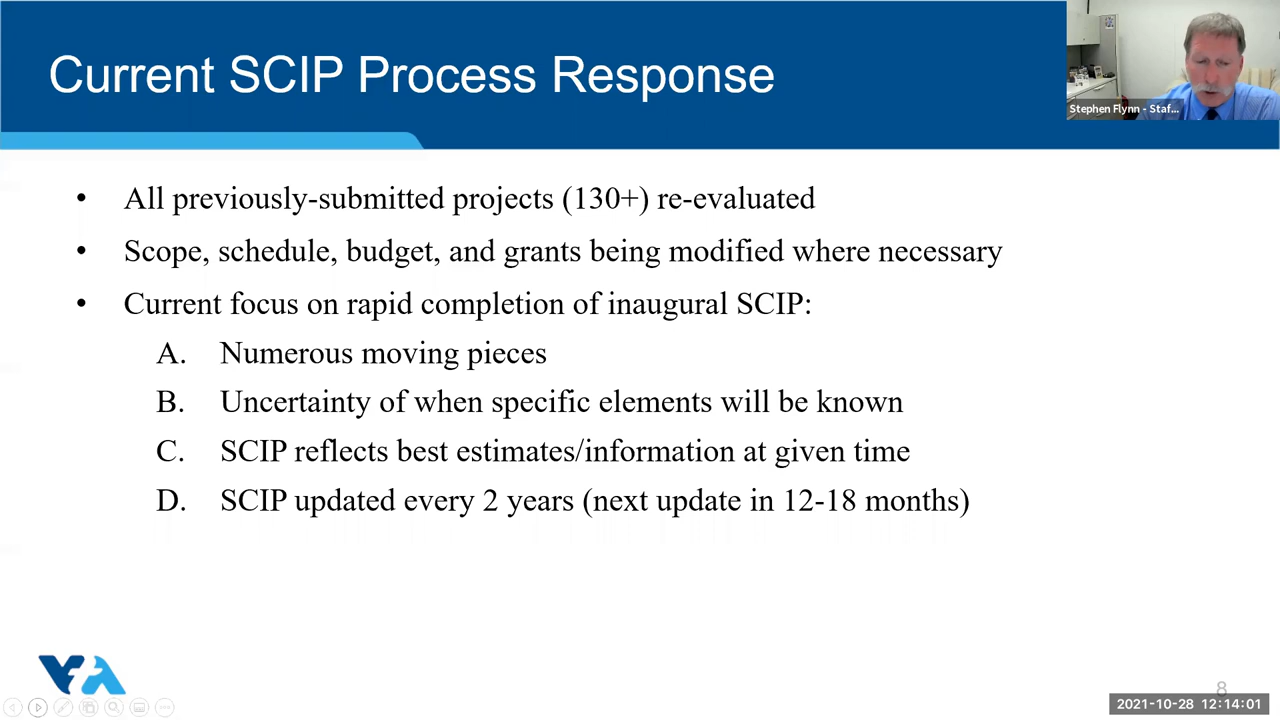 Current SCIP Process Response
Stephen Flynn - Staf...
• All previously-submitted projects (130+) re-evaluated
• Scope, schedule, budget, and grants being modified where necessary
• Current focus on rapid completion of inaugural SCIP:
A. Numerous moving pieces
B. Uncertainty of when specific elements will be known
C. SCIP reflects best estimates/information at given time
D. SCIP updated every 2 years (next update in 12-18 months)
VTA
8
2021-10-28 12:14:01